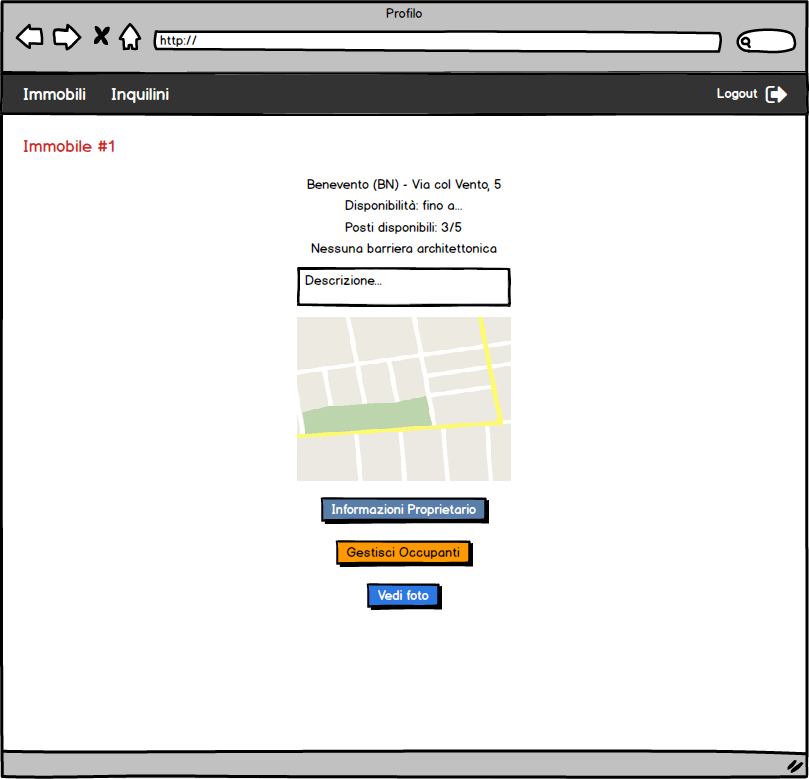 Profilo
http://
Immobili Inquilini Logout
Immobile #1
Benevento (BN) - Via col Vento, 5
Disponibilità: fino a...
Posti disponibili: 3/5
Nessuna barriera architettonica
Descrizione...
Informazioni Proprietario
Gestisci Occupanti
Vedi foto